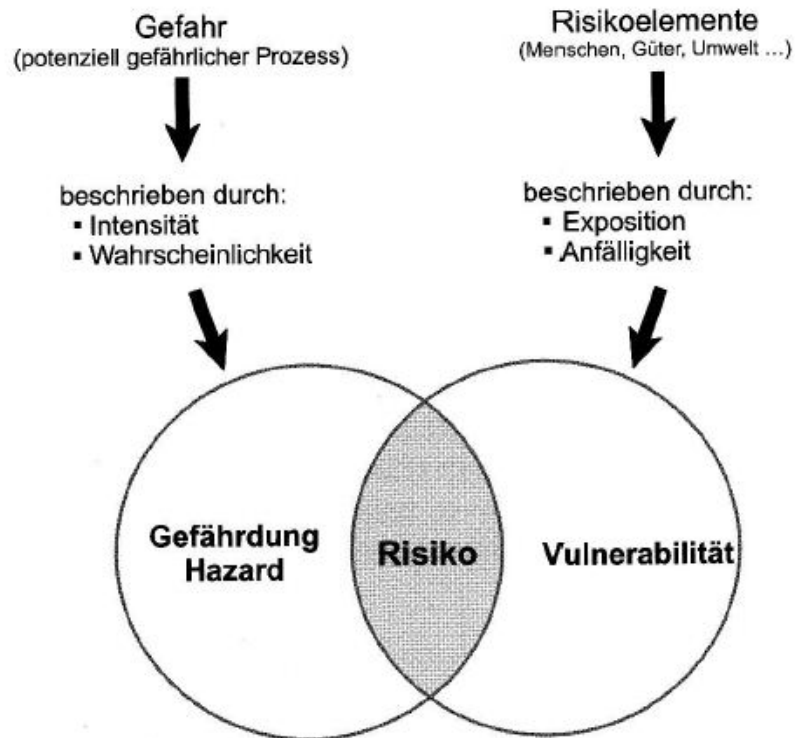 Gefahr
(potenziell gefährlicher Prozess)
beschrieben durch:
▪ Intensität
▪ Wahrscheinlichkeit
Risikoelemente
(Menschen, Güter, Umwelt ...)
beschrieben durch:
▪ Exposition
▪ Anfälligkeit
Gefährdung
Hazard
Risiko
Vulnerabilität